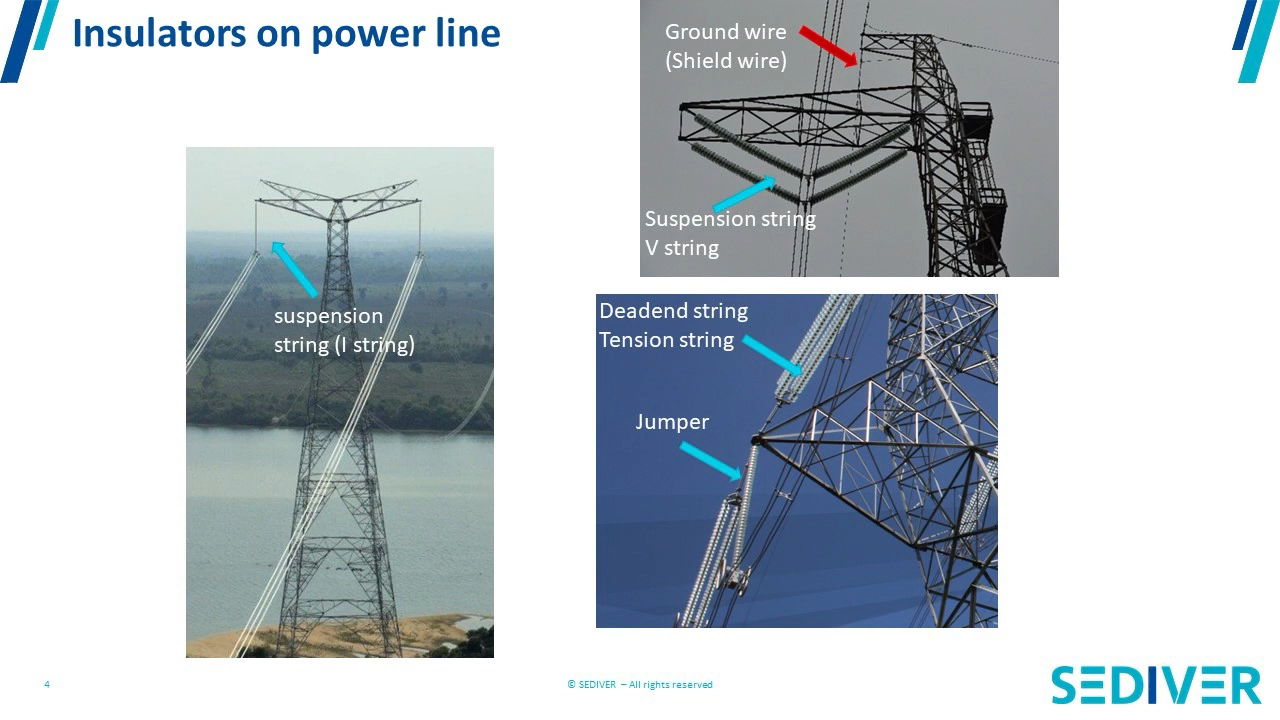 Insulators on power line
Ground wire
(Shield wire)
Suspension string
V string
suspension
string (I string)
Deadend string
Tension string
Jumper
4
© SEDIVER – All rights reserved
SEDIVER